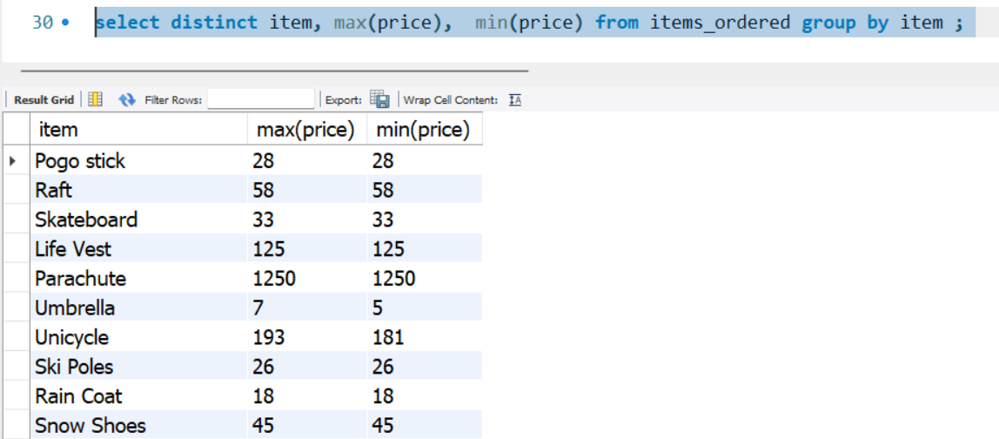 30 select distinct item, max(price), min(price) from items_ordered group by item ;
Result Grid Filter Rows: Export: Wrap Cell Content: IA
item max(price) min(price)
Pogo stick 28 28
Raft 58 58
Skateboard 33 33
Life Vest 125 125
Parachute 1250 1250
Umbrella 7 5
Unicycle 193 181
Ski Poles 26 26
Rain Coat 18 18
Snow Shoes 45 45